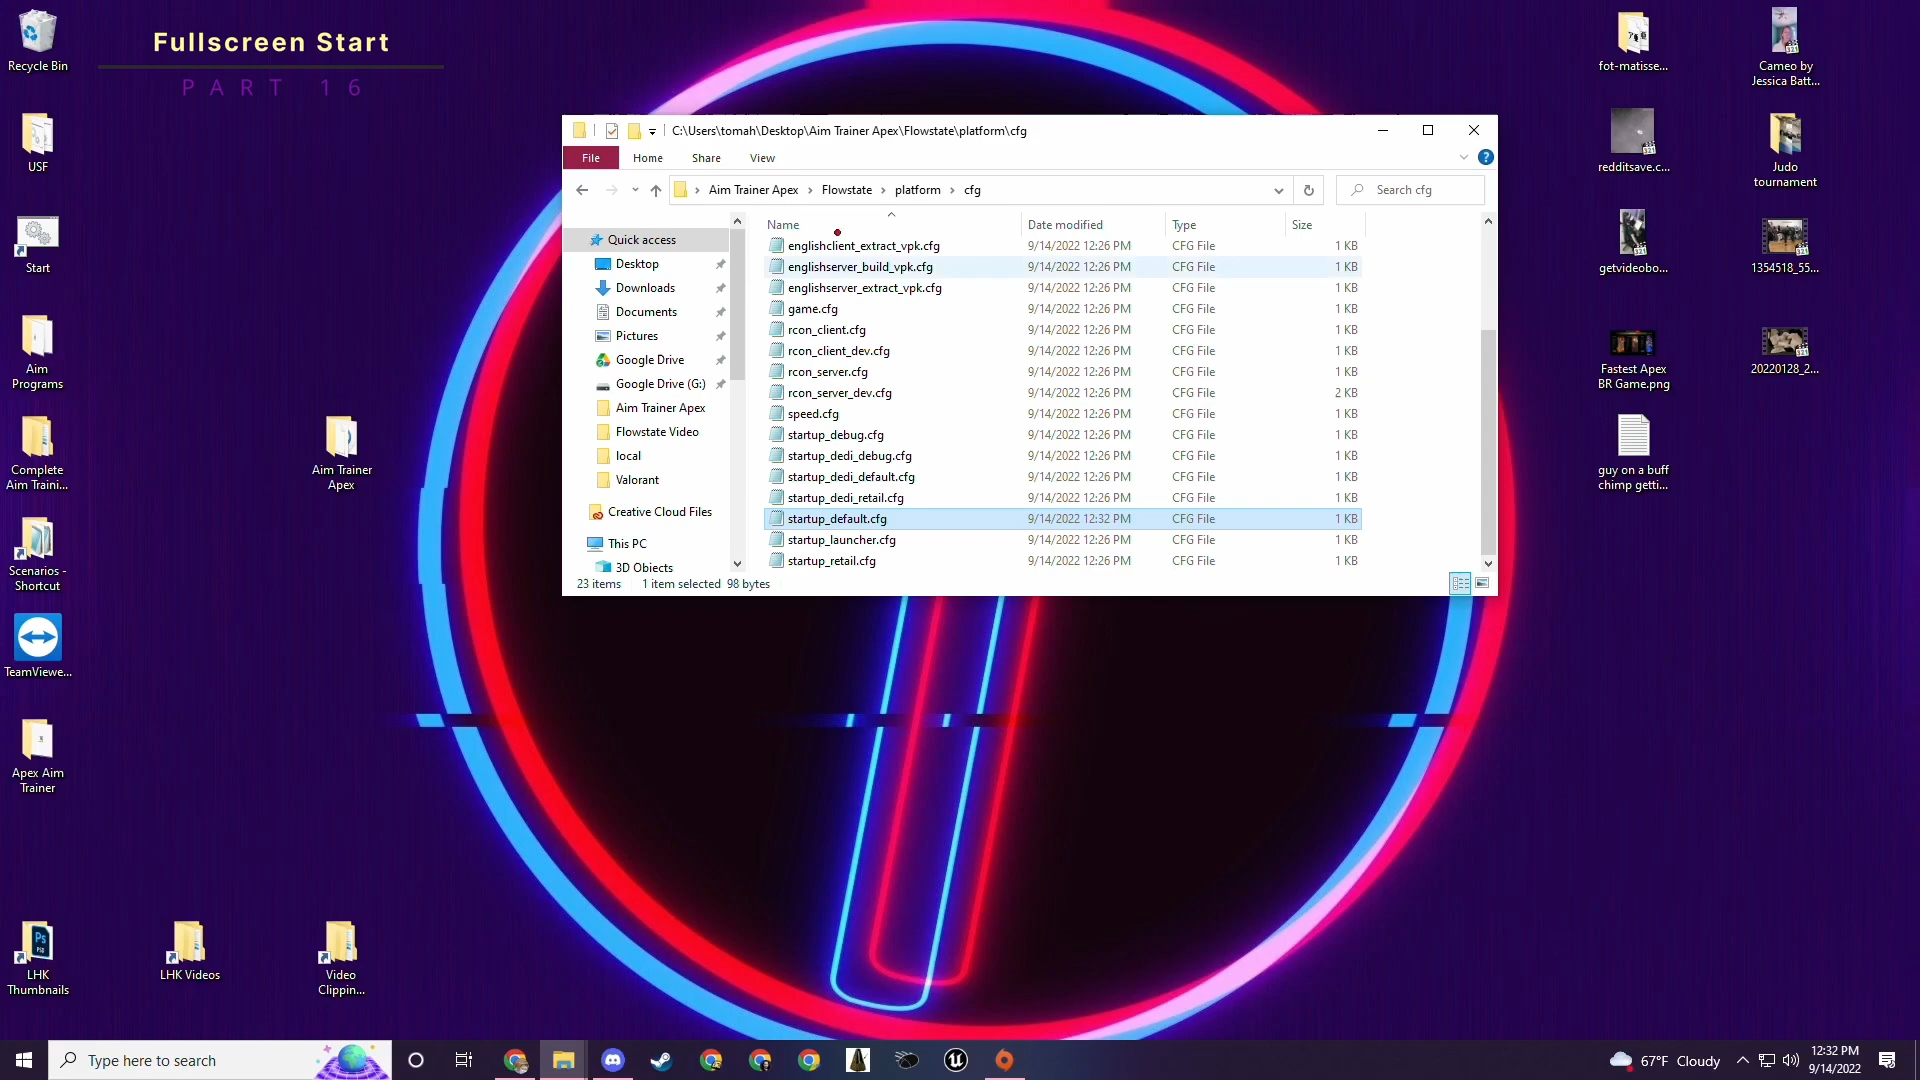 Fullscreen Start
PART 16
Recycle Bin
USF
Start
Aim
Programs
Complete
Aim Traini...
Scenarios -
Shortcut
TeamViewe...
Apex Aim
Trainer
LHK
Thumbnails
LHK Videos
Video
Clippin...
Aim Trainer
Apex
C:\Users\tomah\Desktop\Aim Trainer Apex\Flowstate\platform\cfg
File
Home
Share
View
Aim Trainer Apex
Flowstate
platform
cfg
Search cfg
Quick access
Desktop
Downloads
Documents
Pictures
Google Drive
Google Drive (G:)
Aim Trainer Apex
Flowstate Video
local
Valorant
Creative Cloud Files
This PC
3D Objects
Name Date modified Type Size
englishclient_extract_vpk.cfg 9/14/2022 12:26 PM CFG File 1 KB
englishserver_build_vpk.cfg 9/14/2022 12:26 PM CFG File 1 KB
englishserver_extract_vpk.cfg 9/14/2022 12:26 PM CFG File 1 KB
game.cfg 9/14/2022 12:26 PM CFG File 1 KB
rcon_client.cfg 9/14/2022 12:26 PM CFG File 1 KB
rcon_client_dev.cfg 9/14/2022 12:26 PM CFG File 1 KB
rcon_server.cfg 9/14/2022 12:26 PM CFG File 1 KB
rcon_server_dev.cfg 9/14/2022 12:26 PM CFG File 2 KB
speed.cfg 9/14/2022 12:26 PM CFG File 1 KB
startup_debug.cfg 9/14/2022 12:26 PM CFG File 1 KB
startup_dedi_debug.cfg 9/14/2022 12:26 PM CFG File 1 KB
startup_dedi_default.cfg 9/14/2022 12:26 PM CFG File 1 KB
startup_dedi_retail.cfg 9/14/2022 12:26 PM CFG File 1 KB
startup_default.cfg 9/14/2022 12:32 PM CFG File 1 KB
startup_launcher.cfg 9/14/2022 12:26 PM CFG File 1 KB
startup_retail.cfg 9/14/2022 12:26 PM CFG File 1 KB
23 items 1 item selected 98 bytes
fot-matisse...
Cameo by
Jessica Batt...
redditsave.c...
Judo
tournament
getvideobo...
1354518_55...
Fastest Apex
BR Game.png
20220128_2...
guy on a buff
chimp getti...
Type here to search
67°F Cloudy
12:32 PM
9/14/2022